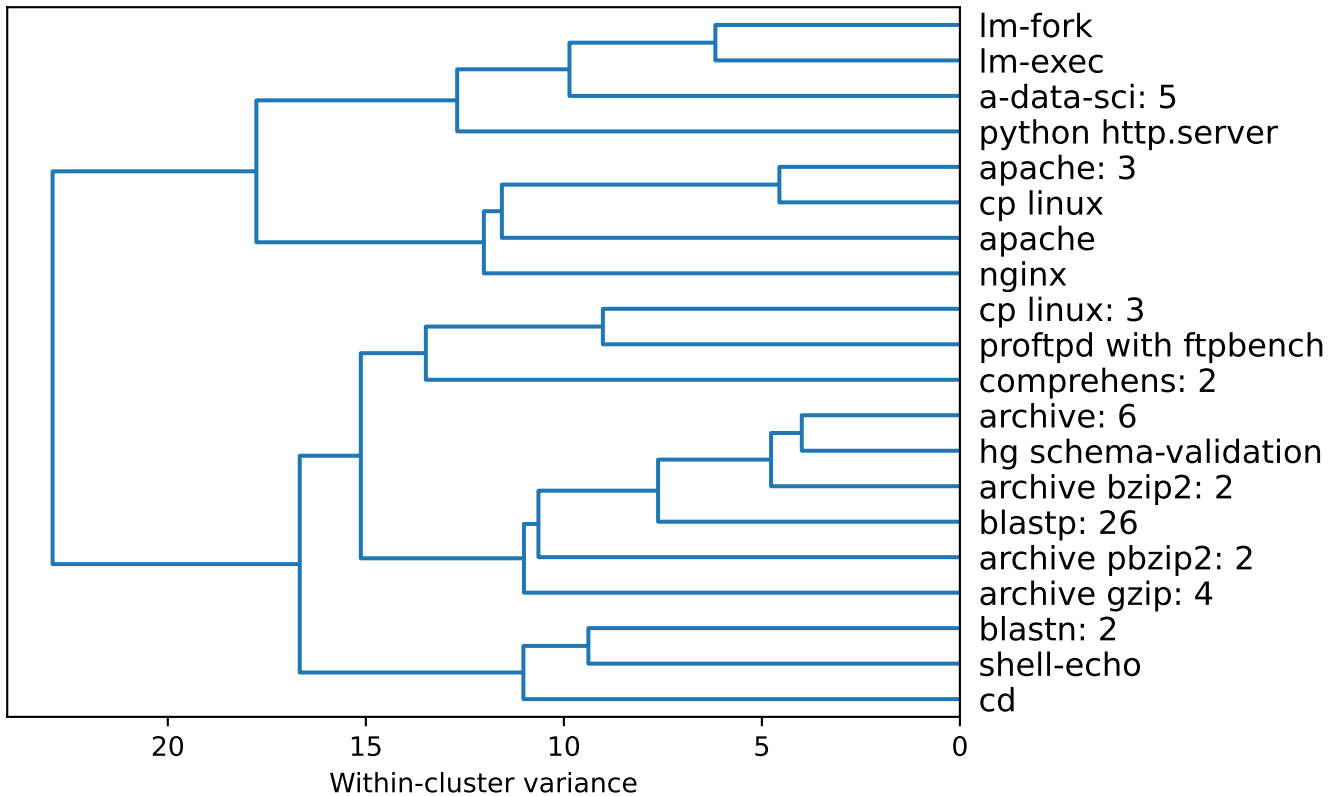 lm-fork
lm-exec
a-data-sci: 5
python http.server
apache: 3
cp linux
apache
nginx
cp linux: 3
proftpd with ftpbench
comprehens: 2
archive: 6
hg schema-validation
archive bzip2: 2
blastp: 26
archive pbzip2: 2
archive gzip: 4
blastn: 2
shell-echo
cd
20 15 10 5 0
Within-cluster variance